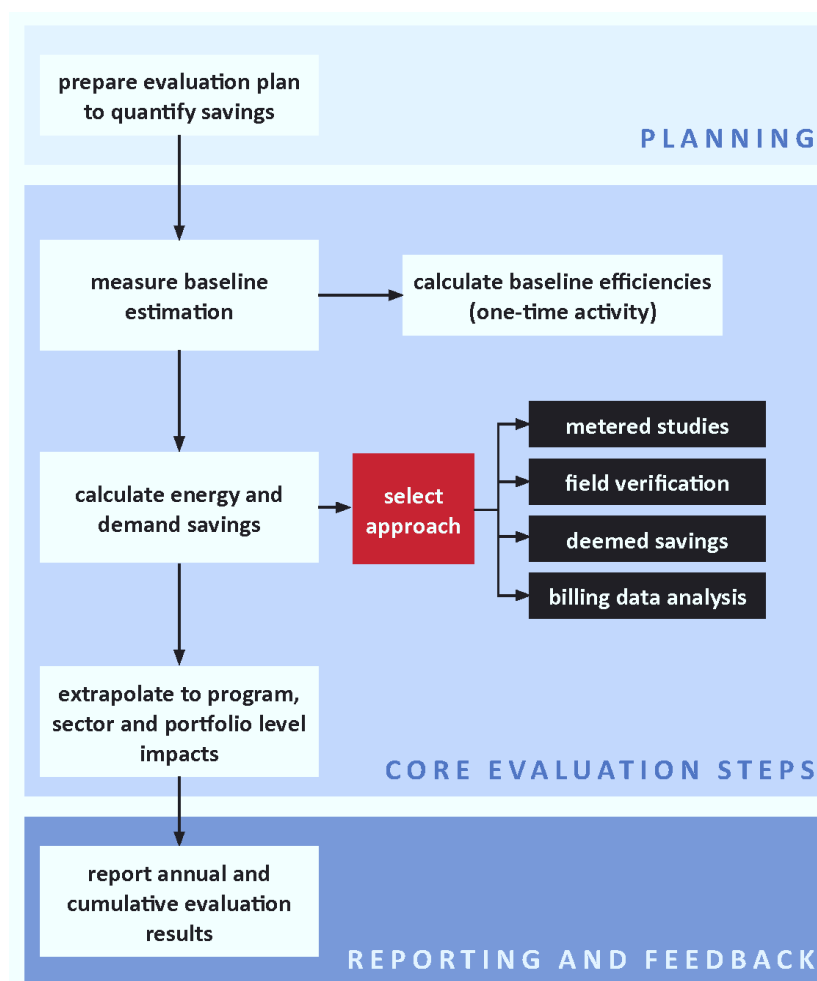 prepare evaluation plan
to quantify savings
PLANNING
measure baseline
estimation
calculate baseline efficiencies
(one-time activity)
calculate energy and
demand savings
select
approach
metered studies
field verification
deemed savings
billing data analysis
extrapolate to program,
sector and portfolio level
impacts
CORE EVALUATION STEPS
report annual and
cumulative evaluation
results
REPORTING AND FEEDBACK